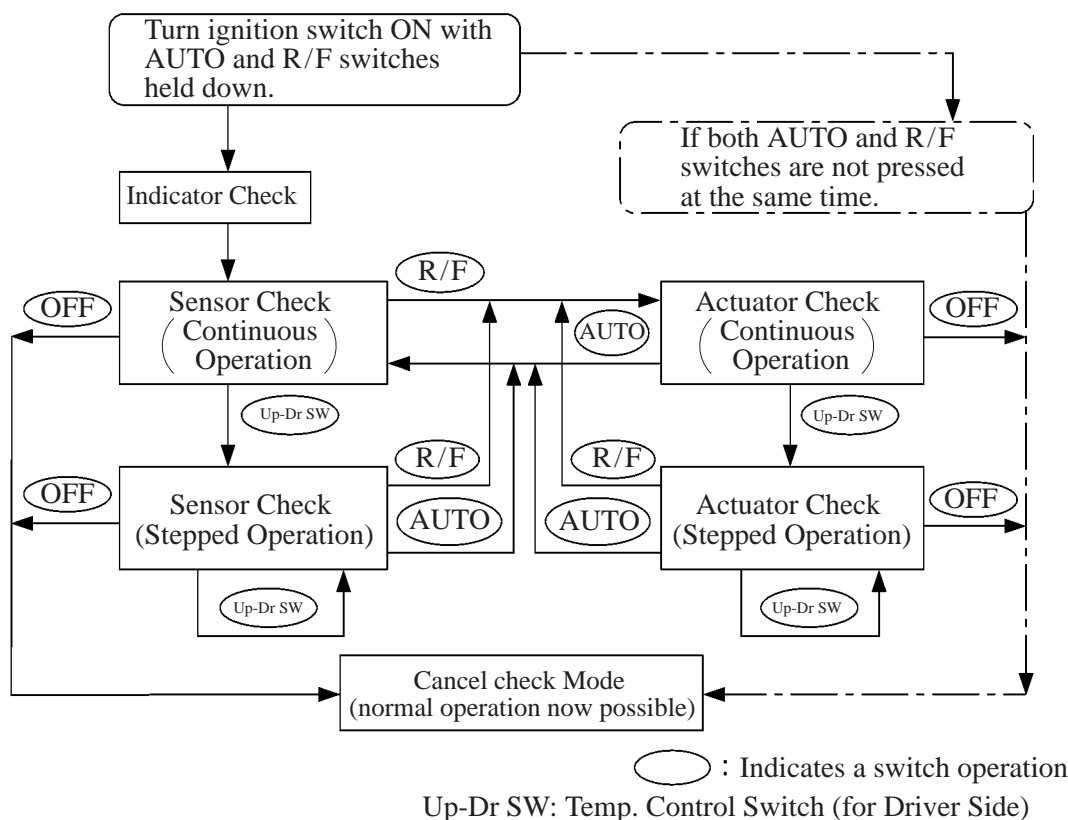 Turn ignition switch ON with
AUTO and R/F switches
held down.
If both AUTO and R/F
switches are not pressed
at the same time.
Indicator Check
R/F
OFF
Sensor Check
(Continuous
Operation)
AUTO
Actuator Check
(Continuous
Operation)
OFF
Up-Dr SW
Up-Dr SW
OFF
Sensor Check
(Stepped Operation)
R/F
AUTO
R/F
AUTO
Actuator Check
(Stepped Operation)
OFF
Up-Dr SW
Up-Dr SW
Cancel check Mode
(normal operation now possible)
: Indicates a switch operation
Up-Dr SW: Temp. Control Switch (for Driver Side)